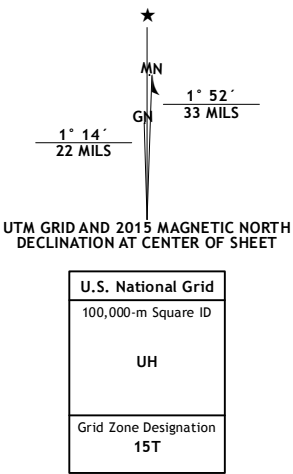 ★
MN
1° 52´
33 MILS
GN
1° 14´
22 MILS
UTM GRID AND 2015 MAGNETIC NORTH
DECLINATION AT CENTER OF SHEET
U.S. National Grid
100,000-m Square ID
UH
Grid Zone Designation
15T